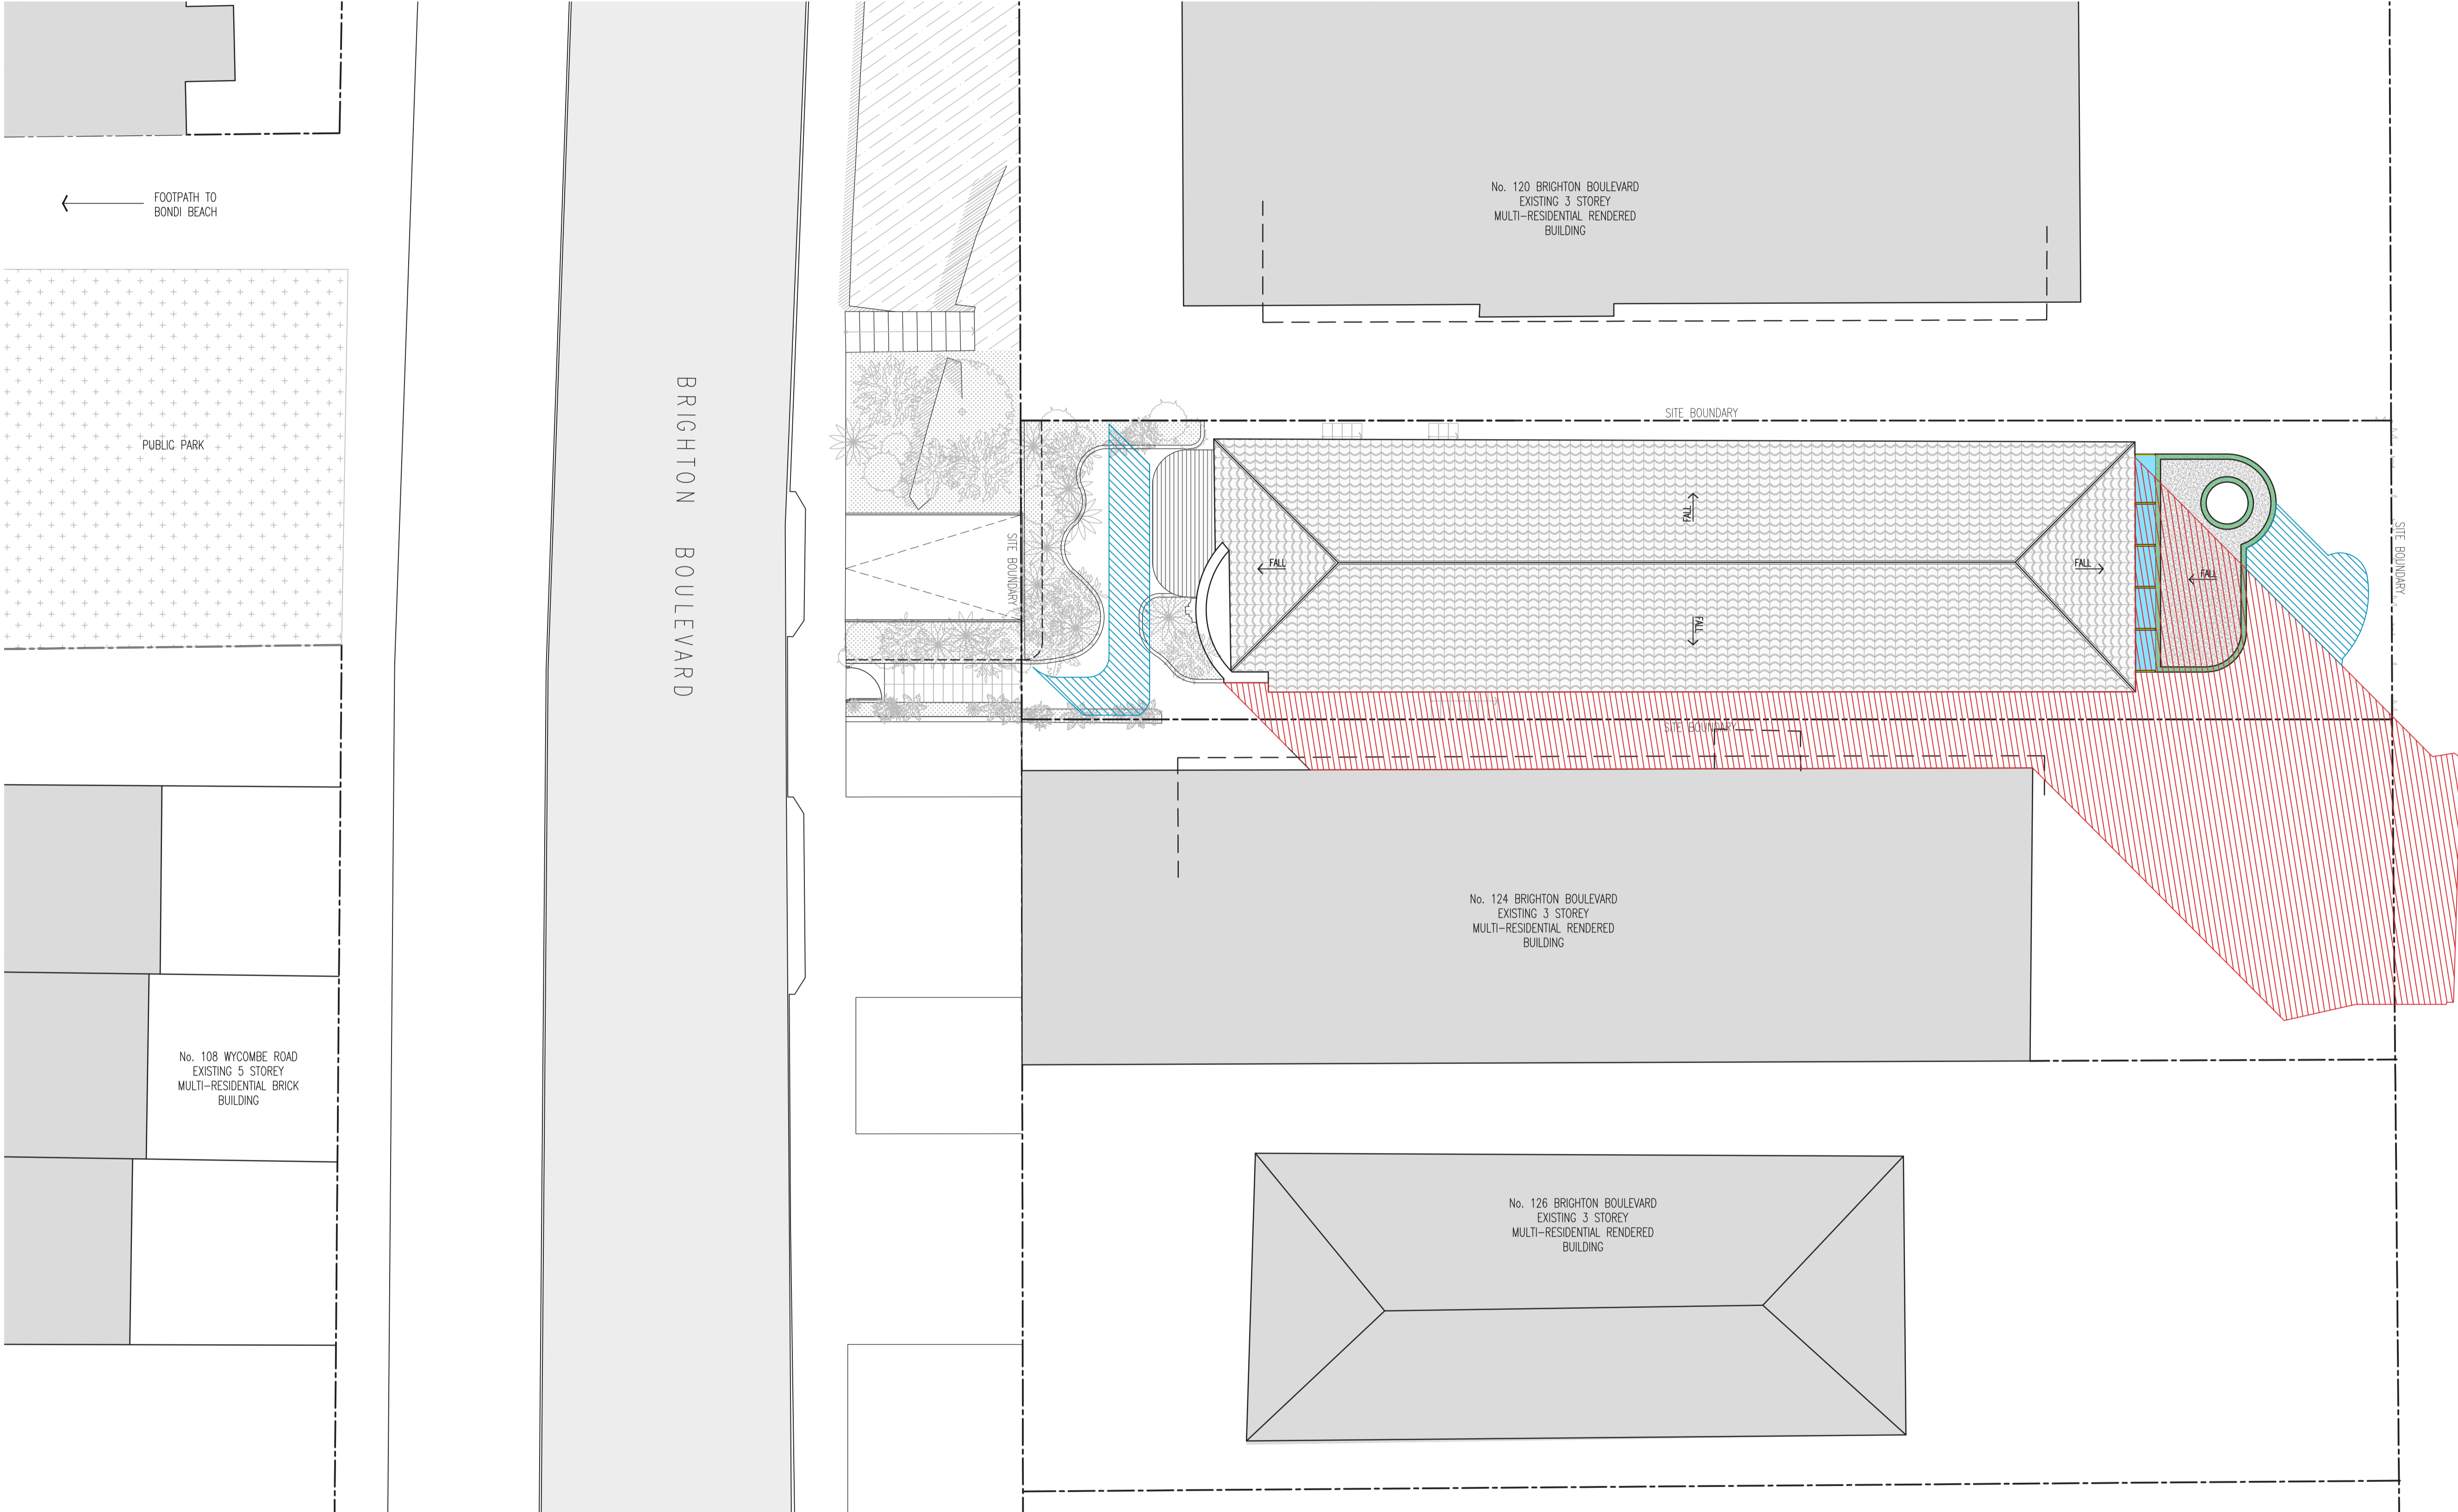 No. 120 BRIGHTON BOULEVARD
EXISTING 3 STOREY
MULTI-RESIDENTIAL RENDERED
BUILDING
FOOTPATH TO
BONDI BEACH
PUBLIC PARK
BRIGHTON BOULEVARD
SITE BOUNDARY
SITE BOUNDARY
SITE BOUNDARY
SITE BOUNDARY
FALL
FALL
FALL
FALL
FALL
No. 124 BRIGHTON BOULEVARD
EXISTING 3 STOREY
MULTI-RESIDENTIAL RENDERED
BUILDING
No. 108 WYCOMBE ROAD
EXISTING 5 STOREY
MULTI-RESIDENTIAL BRICK
BUILDING
No. 126 BRIGHTON BOULEVARD
EXISTING 3 STOREY
MULTI-RESIDENTIAL RENDERED
BUILDING